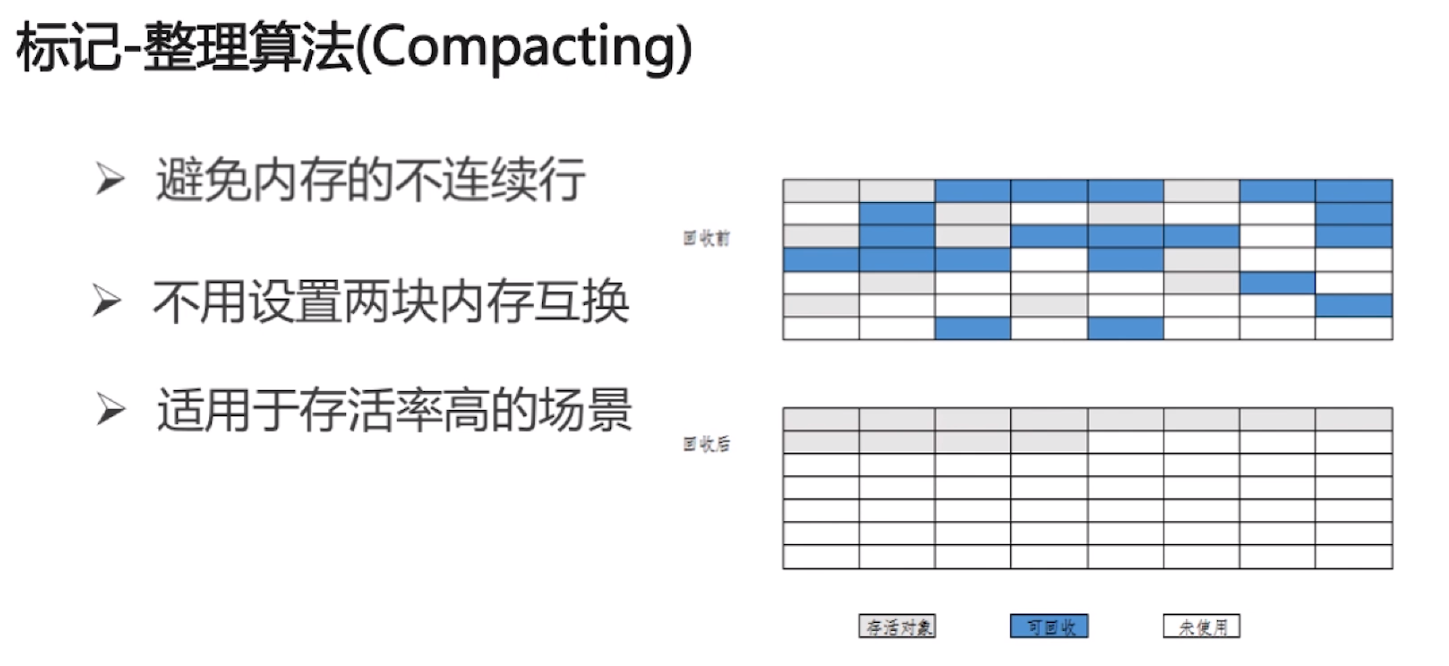 标记-整理算法(Compacting)
避免内存的不连续行
不用设置两块内存互换
适用于存活率高的场景
回收前
回收后
存活对象
可回收
未使用